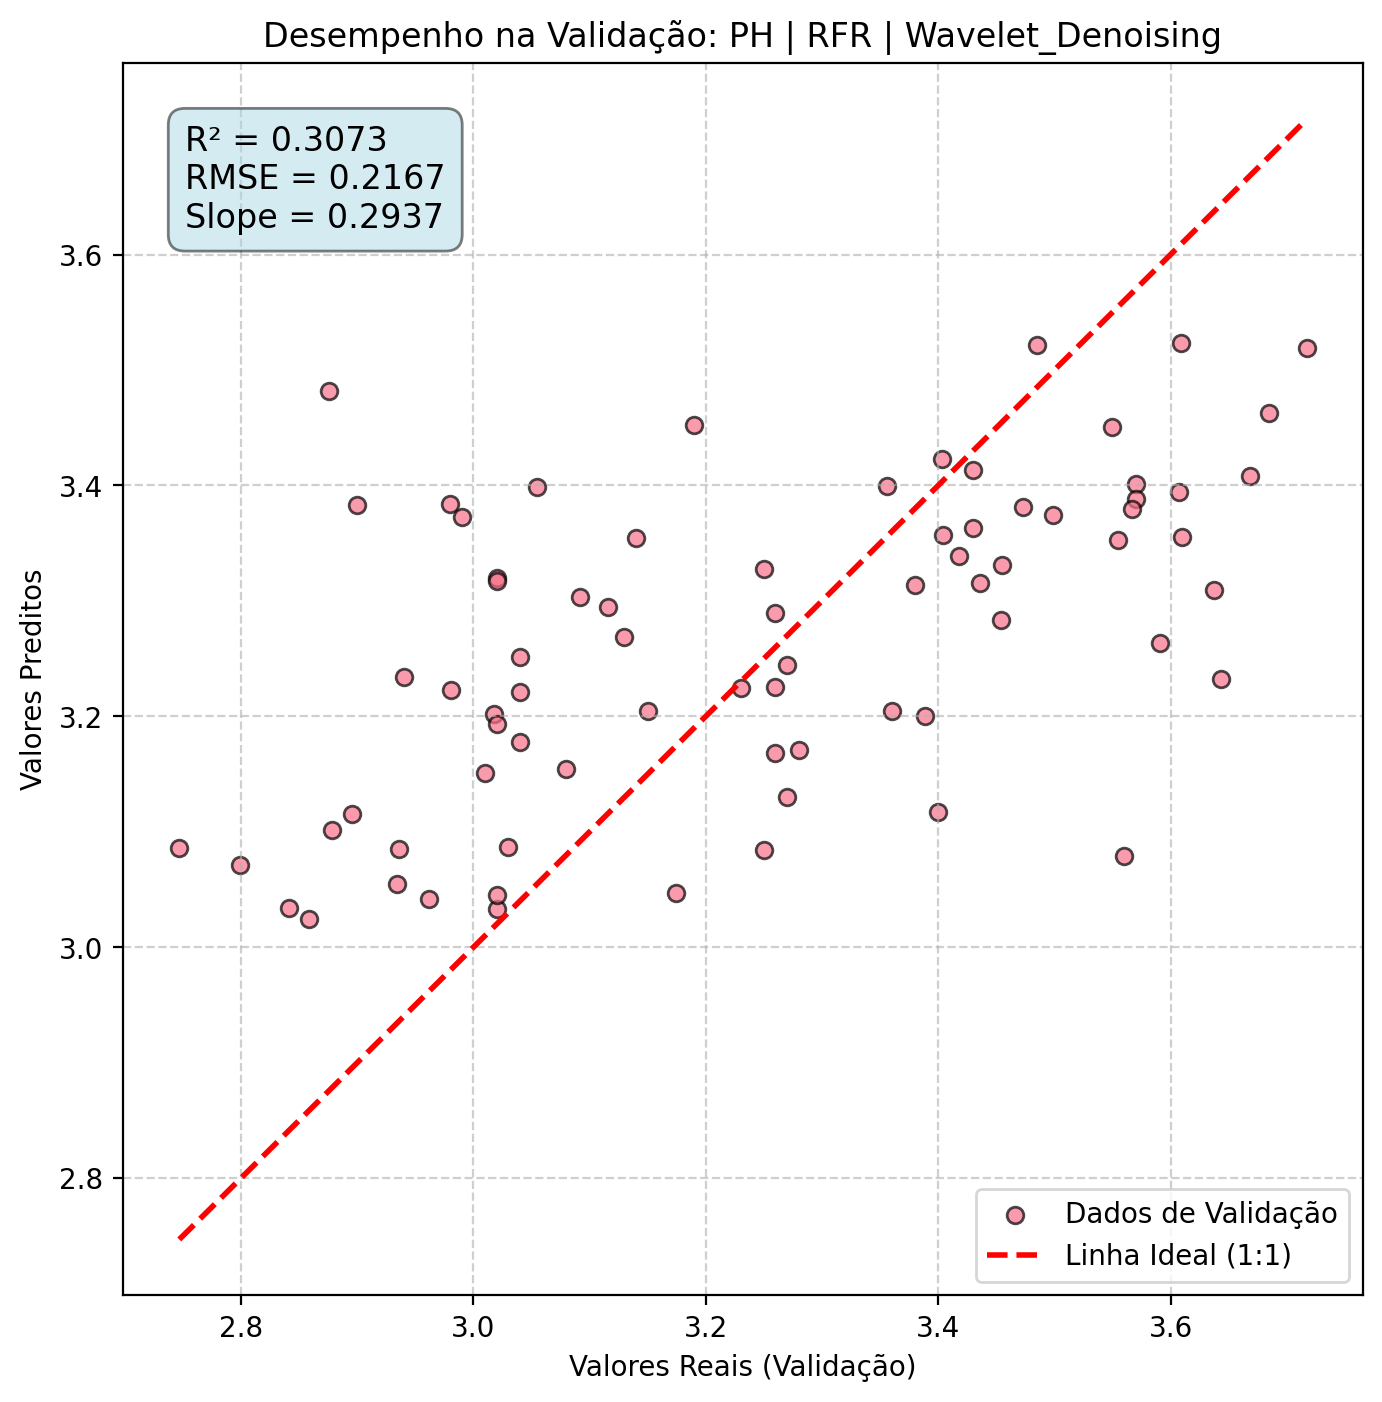 Desempenho na Validação: PH | RFR | Wavelet_Denoising
R² = 0.3073
RMSE = 0.2167
Slope = 0.2937
Valores Preditos
3.6
3.4
3.2
3.0
2.8
2.8
3.0
3.2
3.4
3.6
Valores Reais (Validação)
Dados de Validação
Linha Ideal (1:1)